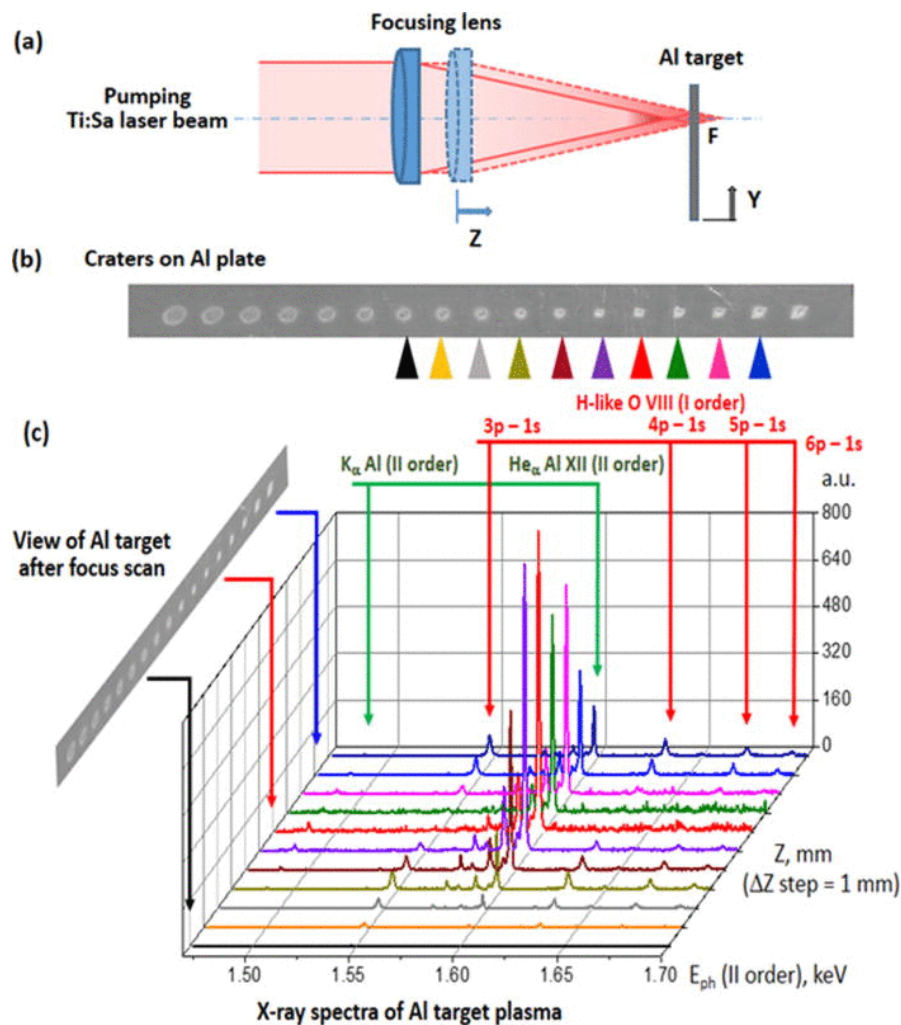 (a)
Focusing lens
Al target
Pumping
Ti:Sa laser beam
F
Y
Z
(b)
Craters on Al plate
H-like O VIII (I order)
(c)
3p – 1s
4p – 1s
5p – 1s
6p – 1s
Kα Al (II order)
Heα Al XII (II order)
a.u.
View of Al target
after focus scan
800
640
480
320
160
0
Z, mm
(ΔZ step = 1 mm)
1.50
1.55
1.60
1.65
1.70
Eph (II order), keV
X-ray spectra of Al target plasma